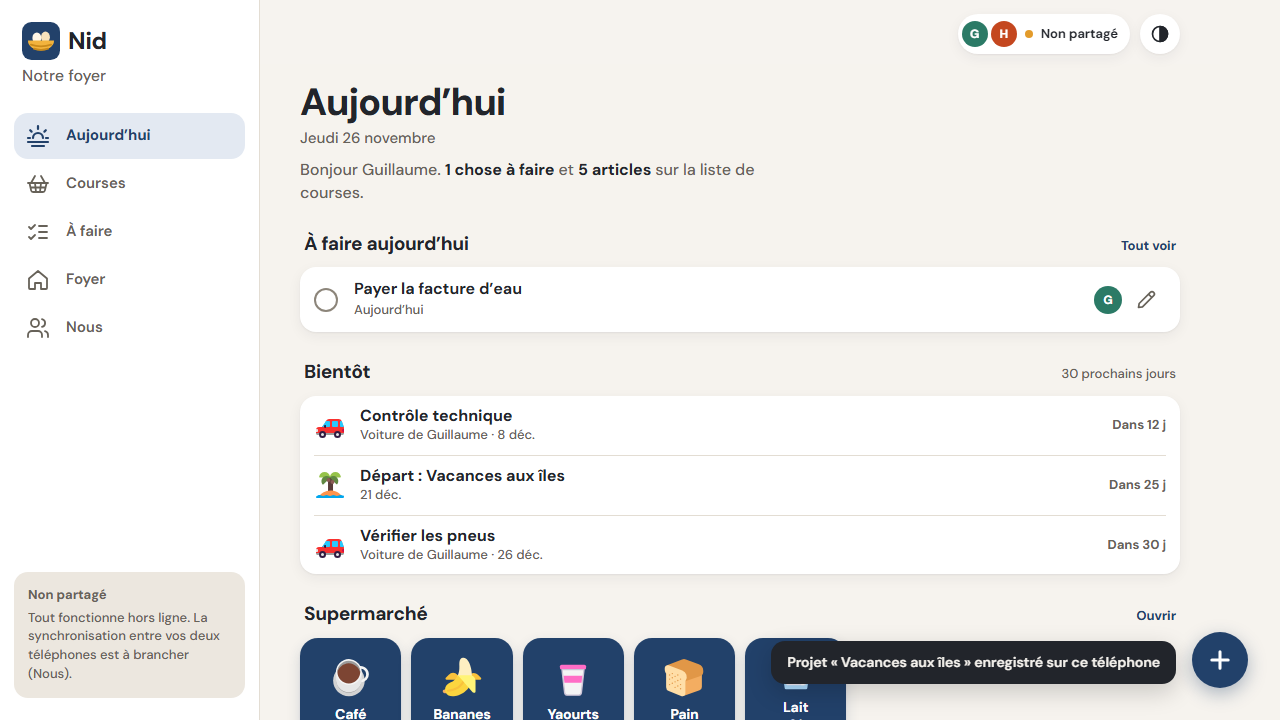 Nid
Notre foyer
Aujourd’hui
Courses
À faire
Foyer
Nous
Non partagé
Tout fonctionne hors ligne. La
synchronisation entre vos deux
téléphones est à brancher
(Nous).
G H Non partagé
Aujourd’hui
Jeudi 26 novembre
Bonjour Guillaume. 1 chose à faire et 5 articles sur la liste de
courses.
À faire aujourd’hui
Tout voir
Payer la facture d’eau
Aujourd’hui
G
Bientôt
30 prochains jours
Contrôle technique
Voiture de Guillaume · 8 déc.
Dans 12 j
Départ : Vacances aux îles
21 déc.
Dans 25 j
Vérifier les pneus
Voiture de Guillaume · 26 déc.
Dans 30 j
Supermarché
Ouvrir
Café
Bananes
Yaourts
Pain
Lait
Projet « Vacances aux îles » enregistré sur ce téléphone